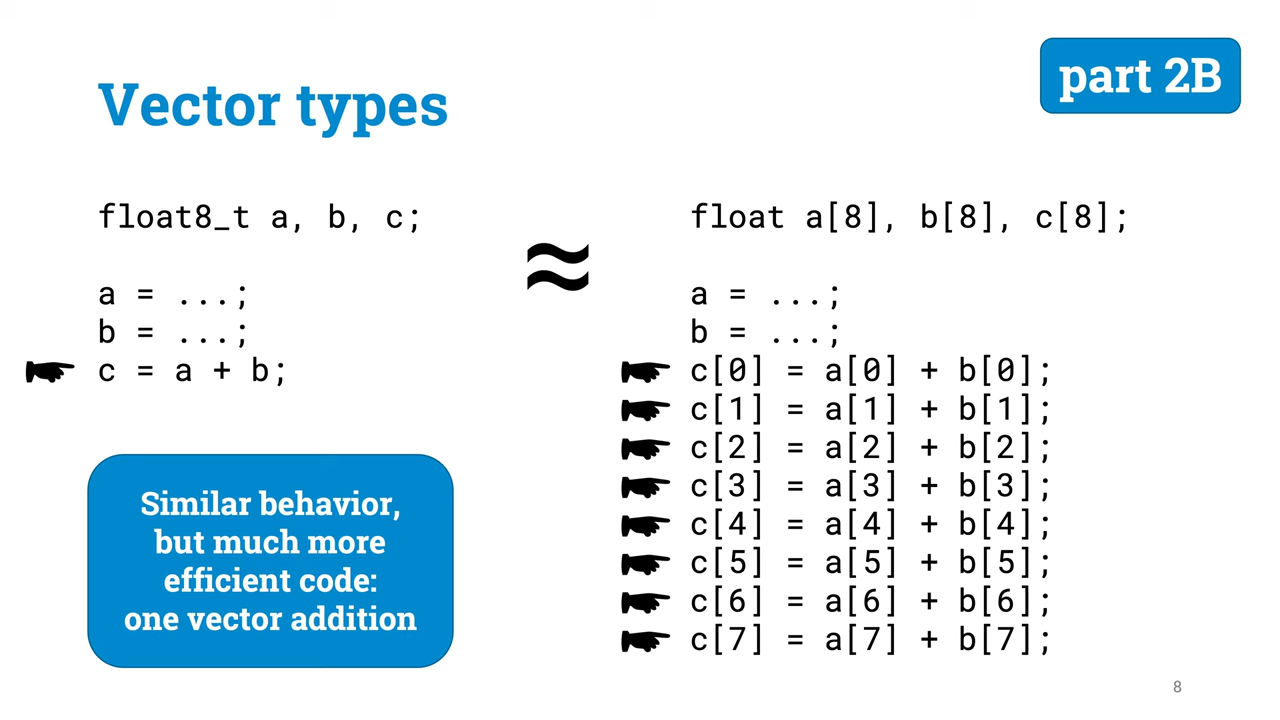 part 2B
Vector types
float8_t a, b, c;
a = ...;
b = ...;
c = a + b;
≈
float a[8], b[8], c[8];
a = ...;
b = ...;
c[0] = a[0] + b[0];
c[1] = a[1] + b[1];
c[2] = a[2] + b[2];
c[3] = a[3] + b[3];
c[4] = a[4] + b[4];
c[5] = a[5] + b[5];
c[6] = a[6] + b[6];
c[7] = a[7] + b[7];
Similar behavior,
but much more
efficient code:
one vector addition
8